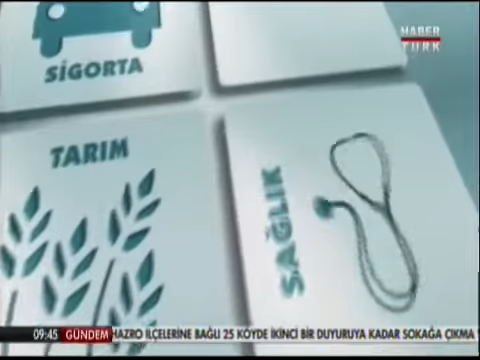 HABER
TÜRK
SİGORTA
TARIM
SAĞLIK
09:45 GÜNDEM HAZRO İLÇELERİNE BAĞLI 25 KÖYDE İKİNCİ BİR DUYURUYA KADAR SOKAĞA ÇIKMA